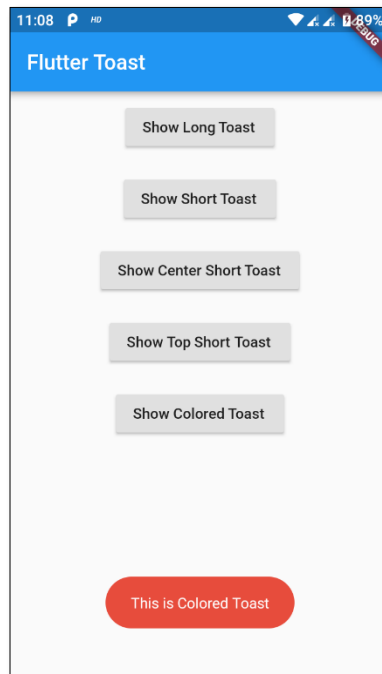 11:08 HD 89%
DEBUG
Flutter Toast
Show Long Toast
Show Short Toast
Show Center Short Toast
Show Top Short Toast
Show Colored Toast
This is Colored Toast